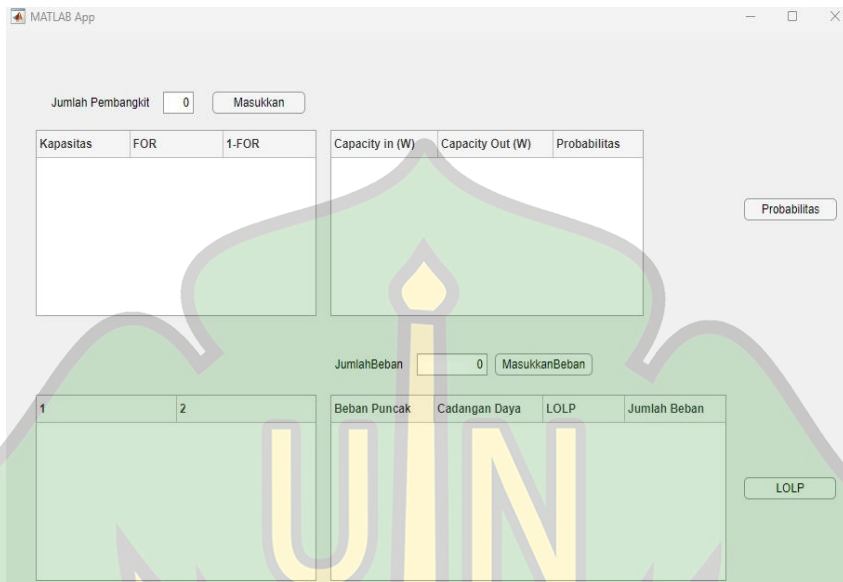 MATLAB App
Jumlah Pembangkit 0 Masukkan
Kapasitas FOR 1-FOR
Capacity in (W) Capacity Out (W) Probabilitas
Probabilitas
JumlahBeban 0 MasukkanBeban
1 2
Beban Puncak Cadangan Daya LOLP Jumlah Beban
LOLP
UIN